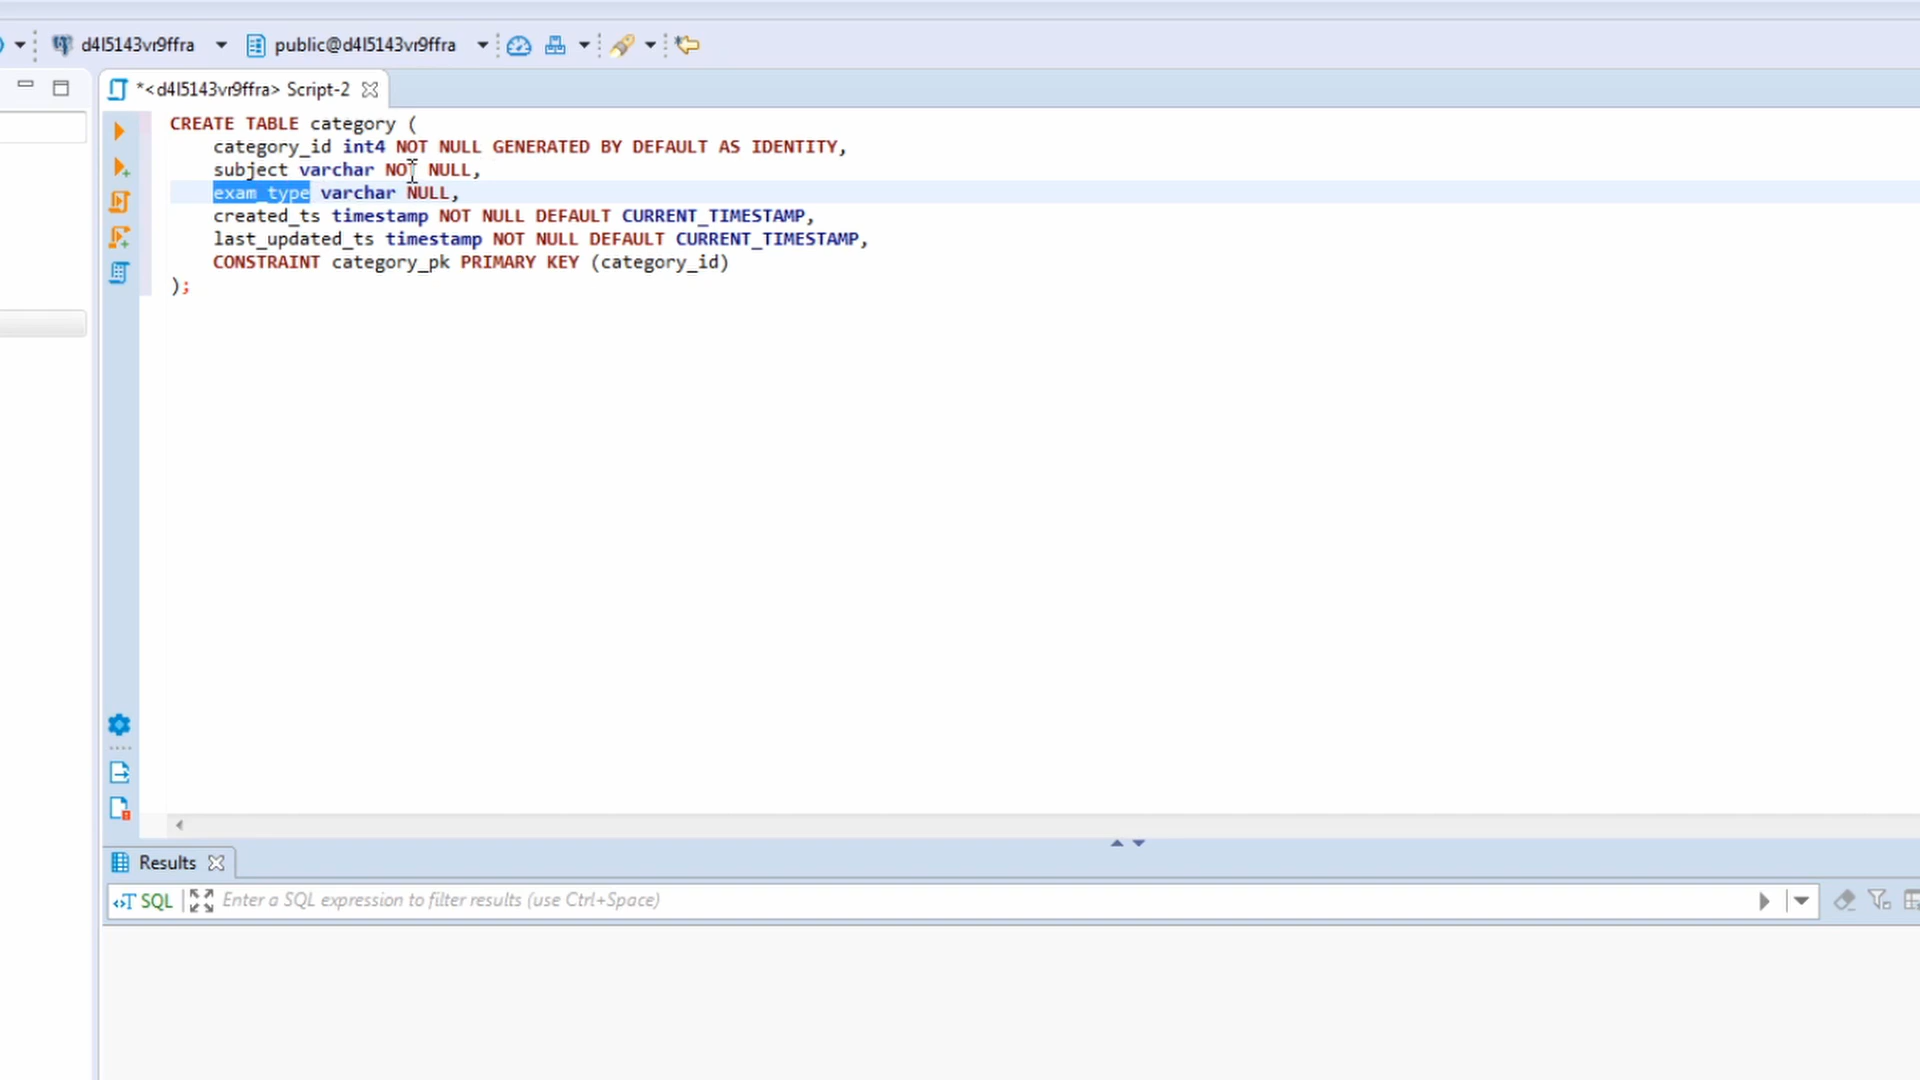 d4l5143vr9ffra public@d4l5143vr9ffra
*<d4l5143vr9ffra> Script-2
CREATE TABLE category (
category_id int4 NOT NULL GENERATED BY DEFAULT AS IDENTITY,
subject varchar NOT NULL,
exam_type varchar NULL,
created_ts timestamp NOT NULL DEFAULT CURRENT_TIMESTAMP,
last_updated_ts timestamp NOT NULL DEFAULT CURRENT_TIMESTAMP,
CONSTRAINT category_pk PRIMARY KEY (category_id)
);
Results
SQL Enter a SQL expression to filter results (use Ctrl+Space)